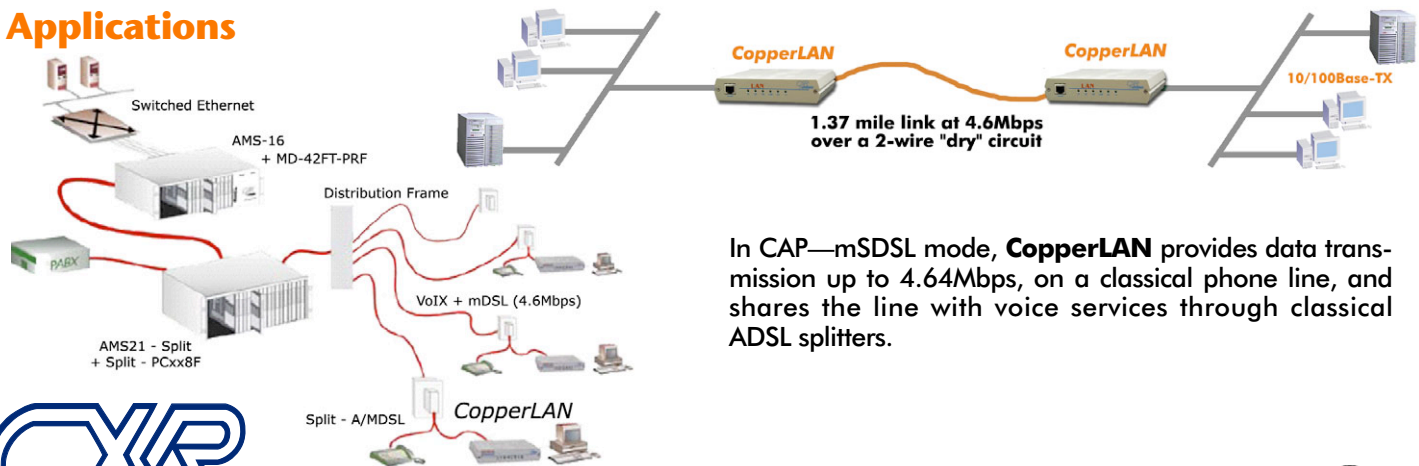 Applications
Switched Ethernet
AMS-16
+ MD-42FT-PRF
Distribution Frame
PABX
VoIX + mDSL (4.6Mbps)
AMS21 - Split
+ Split - PCxx8F
Split - A/MDSL
CopperLAN
CopperLAN
LAN
CopperLAN
LAN
10/100Base-TX
1.37 mile link at 4.6Mbps
over a 2-wire "dry" circuit
In CAP—mSDSL mode, CopperLAN provides data trans-
mission up to 4.64Mbps, on a classical phone line, and
shares the line with voice services through classical
ADSL splitters.
CXR